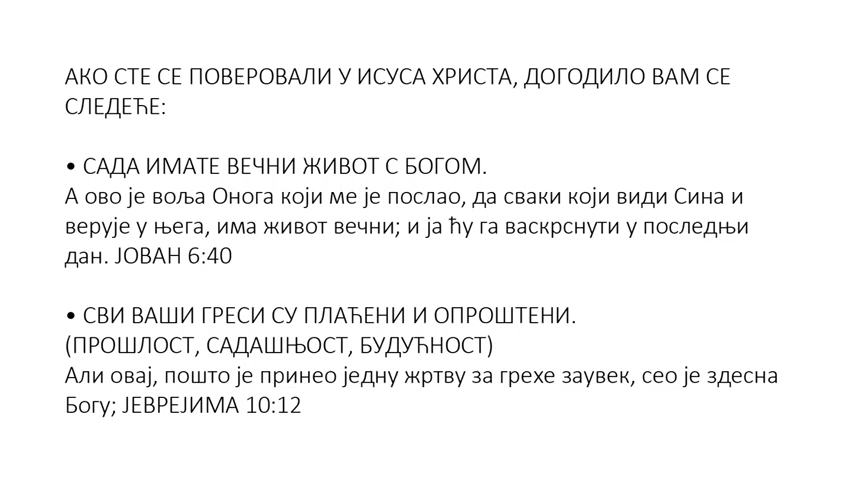 АКО СТЕ СЕ ПОВЕРОВАЛИ У ИСУСА ХРИСТА, ДОГОДИЛО ВАМ СЕ
СЛЕДЕЋЕ:
• САДА ИМАТЕ ВЕЧНИ ЖИВОТ С БОГОМ.
А ово је воља Онога који ме је послао, да сваки који види Сина и
верује у њега, има живот вечни; и ја ћу га васкрснути у последњи
дан. ЈОВАН 6:40
• СВИ ВАШИ ГРЕСИ СУ ПЛАЋЕНИ И ОПРОШТЕНИ.
(ПРОШЛОСТ, САДАШЊОСТ, БУДУЋНОСТ)
Али овај, пошто је принео једну жртву за грехе заувек, сео је здесна
Богу; ЈЕВРЕЈИМА 10:12